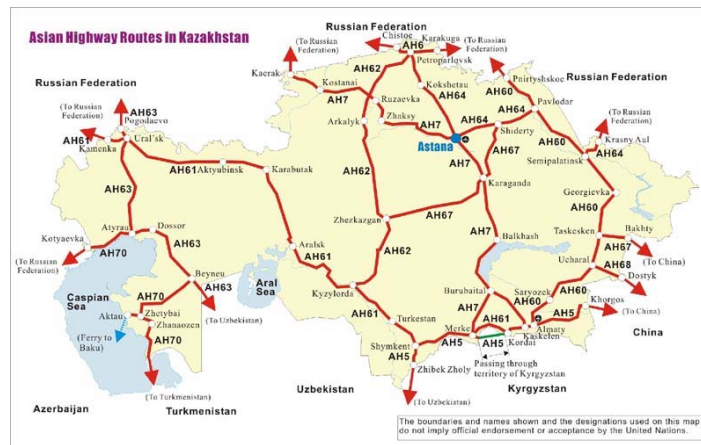 Asian Highway Routes in Kazakhstan
Russian Federation
Chistoe
Karakuga
AH6
(To Russian
Federation)
Petroparlovsk
(To Russian
Federation)
Kaerak
Kostanai
AH62
Kokshetau
AH64
Pnirtyshskoe
AH60
Russian Federation
Russian Federation
(To Russian
Federation)
AH63
Pogodaevo
AH61
Kamenka
Ural'sk
AH7
Ruzaevka
Arkalyk
Zhaksy
AH7
AH64
Astana
Shiderty
AH64
Pavlodar
AH60
(To Russian
Federation)
Krasny Aul
Semipalatinsk
AH64
AH7
AH67
Karaganda
Georgievka
AH60
AH61
Aktyubinsk
Karabutak
AH63
AH62
Zhezkazgan
AH67
AH62
AH7
Balkhash
Taskesken
Bakhty
AH67
(To China)
Ucharal
AH68
Dostyk
Atyrau
Dossor
AH63
Kotyaevka
AH70
(To Russian
Federation)
Beyneu
AH63
(To Uzbekistan)
Aralsk
AH61
Aral
Sea
Kyzylorda
Caspian
Sea
AH70
Aktau
Zhetybai
Zhanaozen
(Ferry to
Baku)
AH70
(To Turkmenistan)
AH61
Turkestan
Burubaital
AH7
Saryozek
AH60
AH60
Khorgos
AH5
(To China)
China
Merke
AH61
Almaty
Kaskelen
Kordai
AH5
Shymkent
AH5
AH5
Passing through
territory of Kyrgyzstan
Zhibek Zholy
(To Uzbekistan)
Uzbekistan
Kyrgyzstan
Azerbaijan
Turkmenistan
The boundaries and names shown and the designations used on this map
do not imply official endorsement or acceptance by the United Nations.